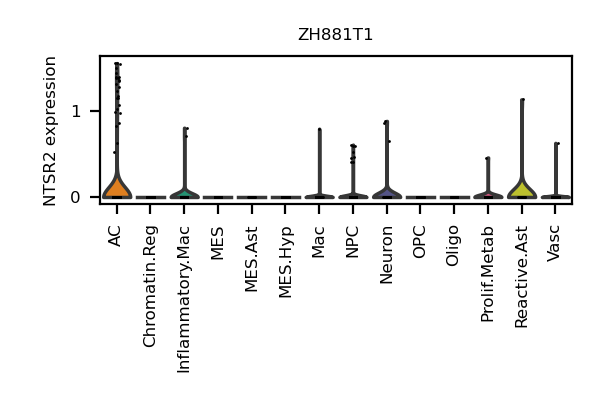 ZH881T1
NTSR2 expression
1
0
AC
Chromatin.Reg
Inflammatory.Mac
MES
MES.Ast
MES.Hyp
Mac
NPC
Neuron
OPC
Oligo
Prolif.Metab
Reactive.Ast
Vasc